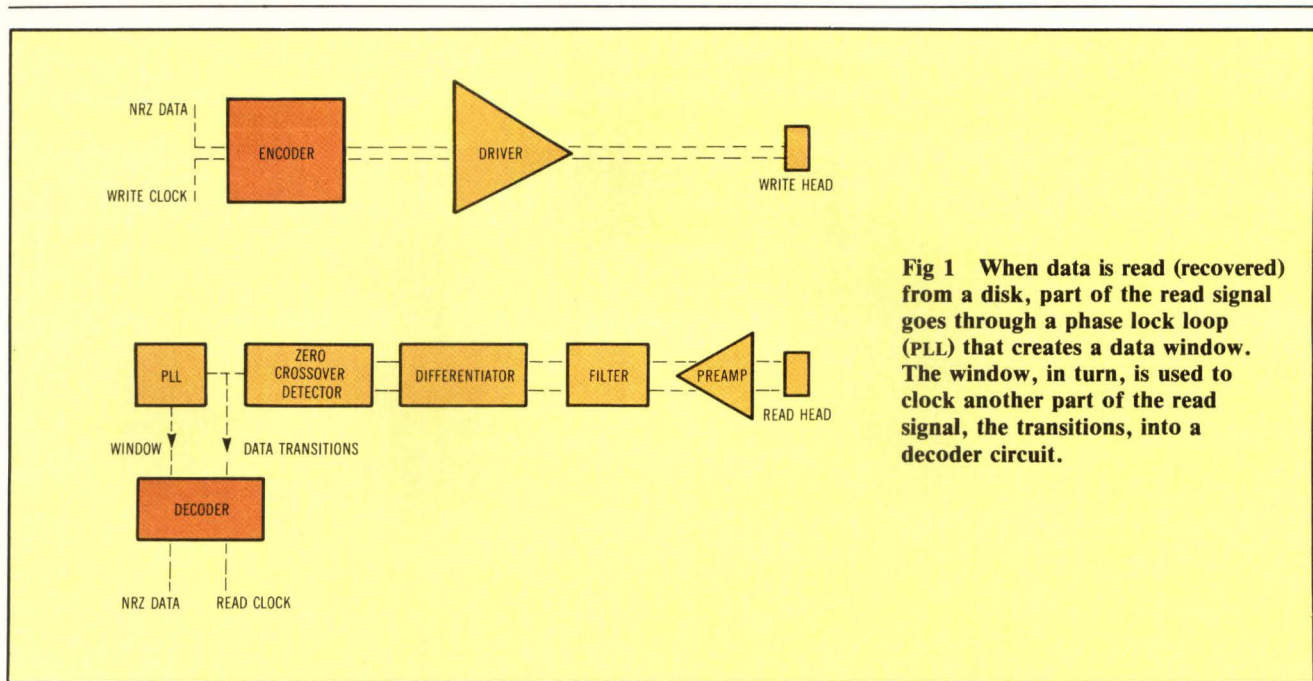 NRZ DATA
WRITE CLOCK
ENCODER
DRIVER
WRITE HEAD
PLL
ZERO
CROSSOVER
DETECTOR
DIFFERENTIATOR
FILTER
PREAMP
READ HEAD
WINDOW
DATA TRANSITIONS
DECODER
NRZ DATA
READ CLOCK
Fig 1 When data is read (recovered)
from a disk, part of the read signal
goes through a phase lock loop
(PLL) that creates a data window.
The window, in turn, is used to
clock another part of the read
signal, the transitions, into a
decoder circuit.